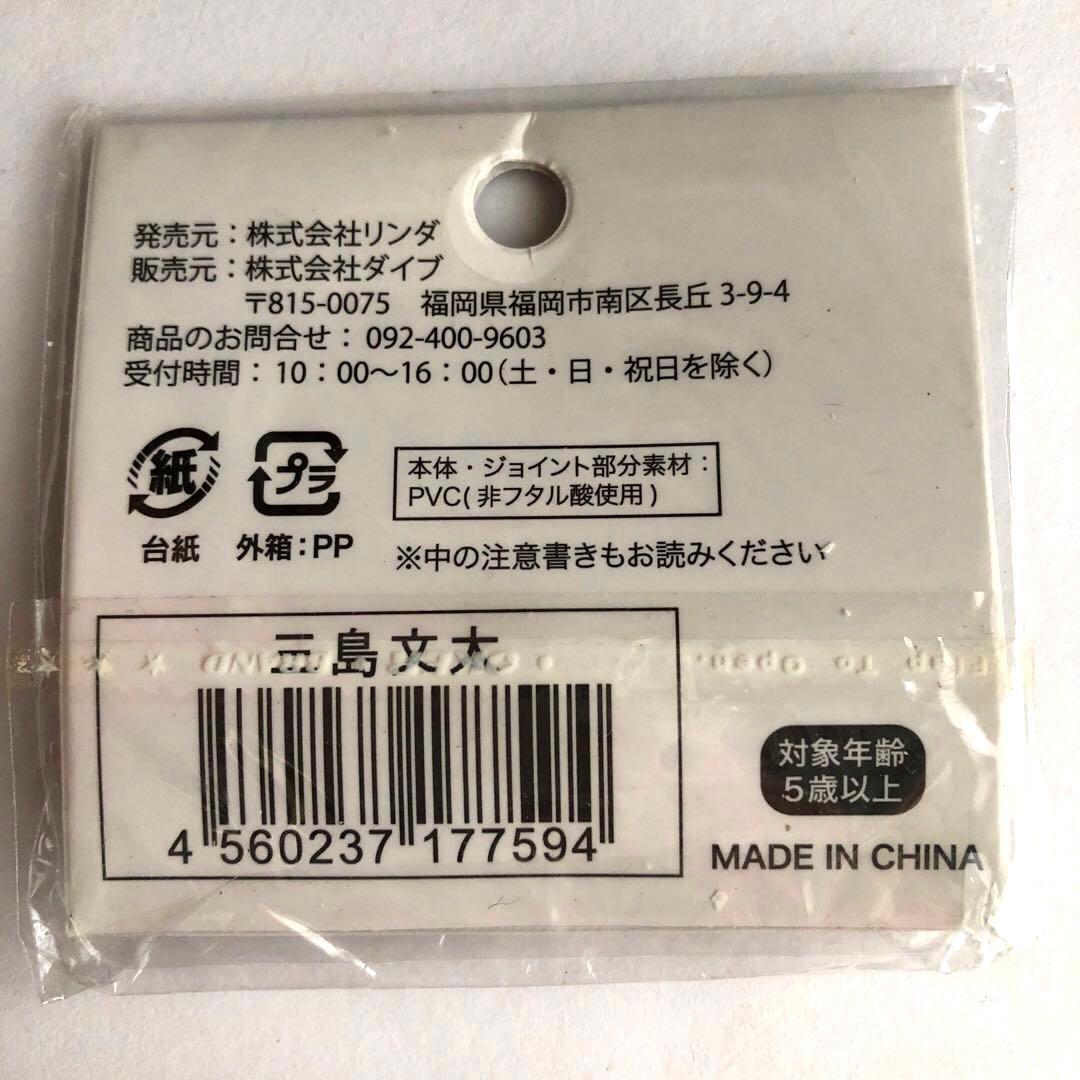 発売元：株式会社リンダ
販売元：株式会社ダイブ
〒815-0075　福岡県福岡市南区長丘 3-9-4
商品のお問合せ：092-400-9603
受付時間：10：00～16：00（土・日・祝日を除く）
紙
プラ
台紙
外箱：PP
本体・ジョイント部分素材：
PVC( 非フタル酸使用 )
※中の注意書きもお読みください
三島文太
To Open.
4 560237 177594
対象年齢
5歳以上
MADE IN CHINA